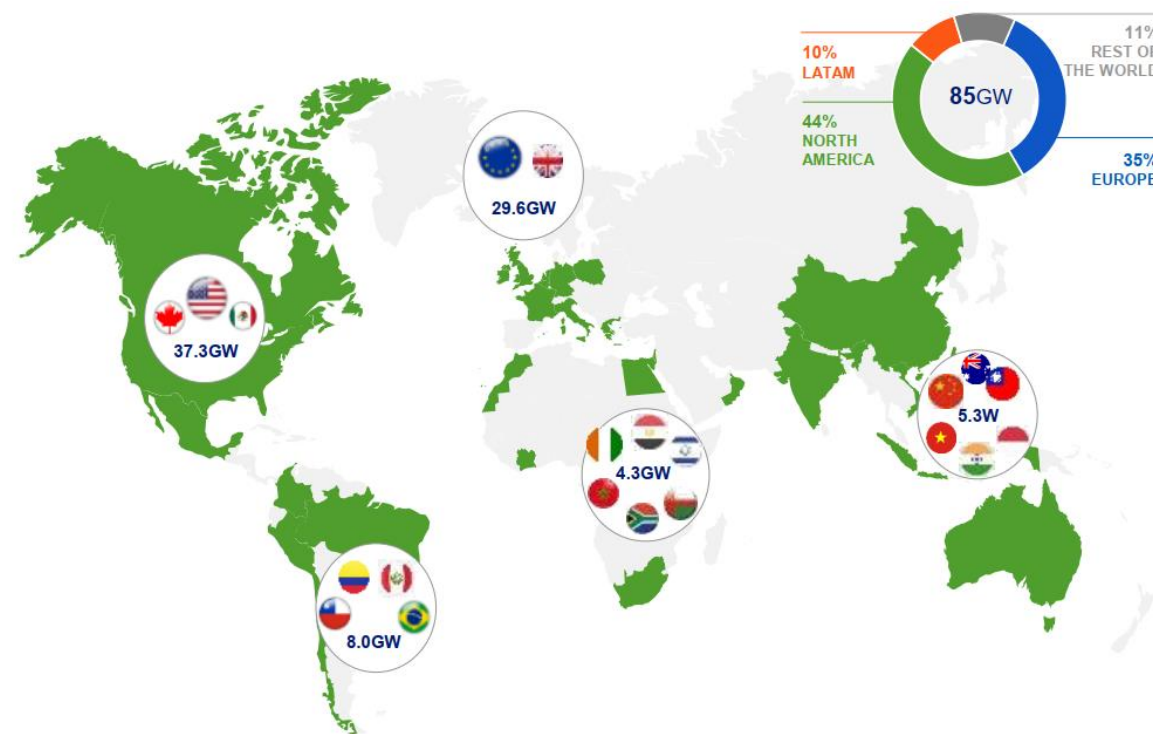 11%
REST OF
THE WORLD
10%
LATAM
85GW
44%
NORTH
AMERICA
35%
EUROPE
29.6GW
37.3GW
5.3W
4.3GW
8.0GW